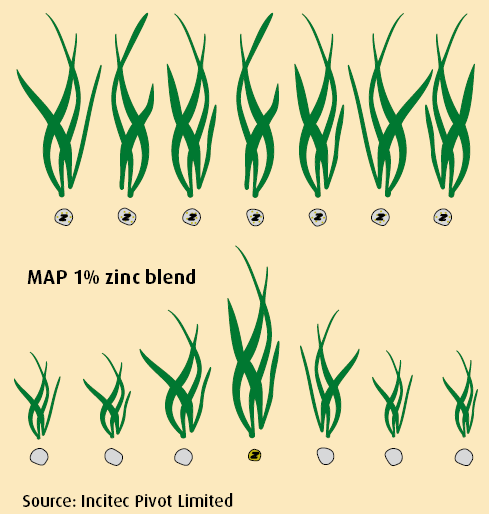 z z z z z z z
MAP 1% zinc blend
z
Source: Incitec Pivot Limited